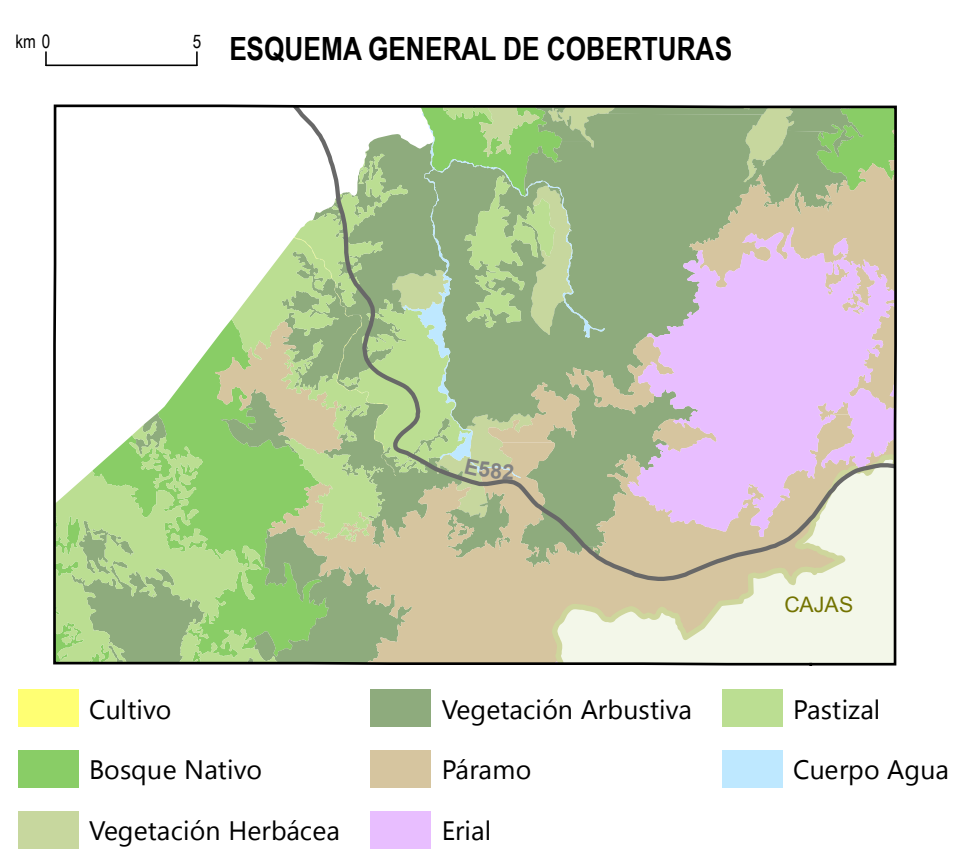 km 0 5
ESQUEMA GENERAL DE COBERTURAS
E582
CAJAS
Cultivo
Vegetación Arbustiva
Pastizal
Bosque Nativo
Páramo
Cuerpo Agua
Vegetación Herbácea
Erial